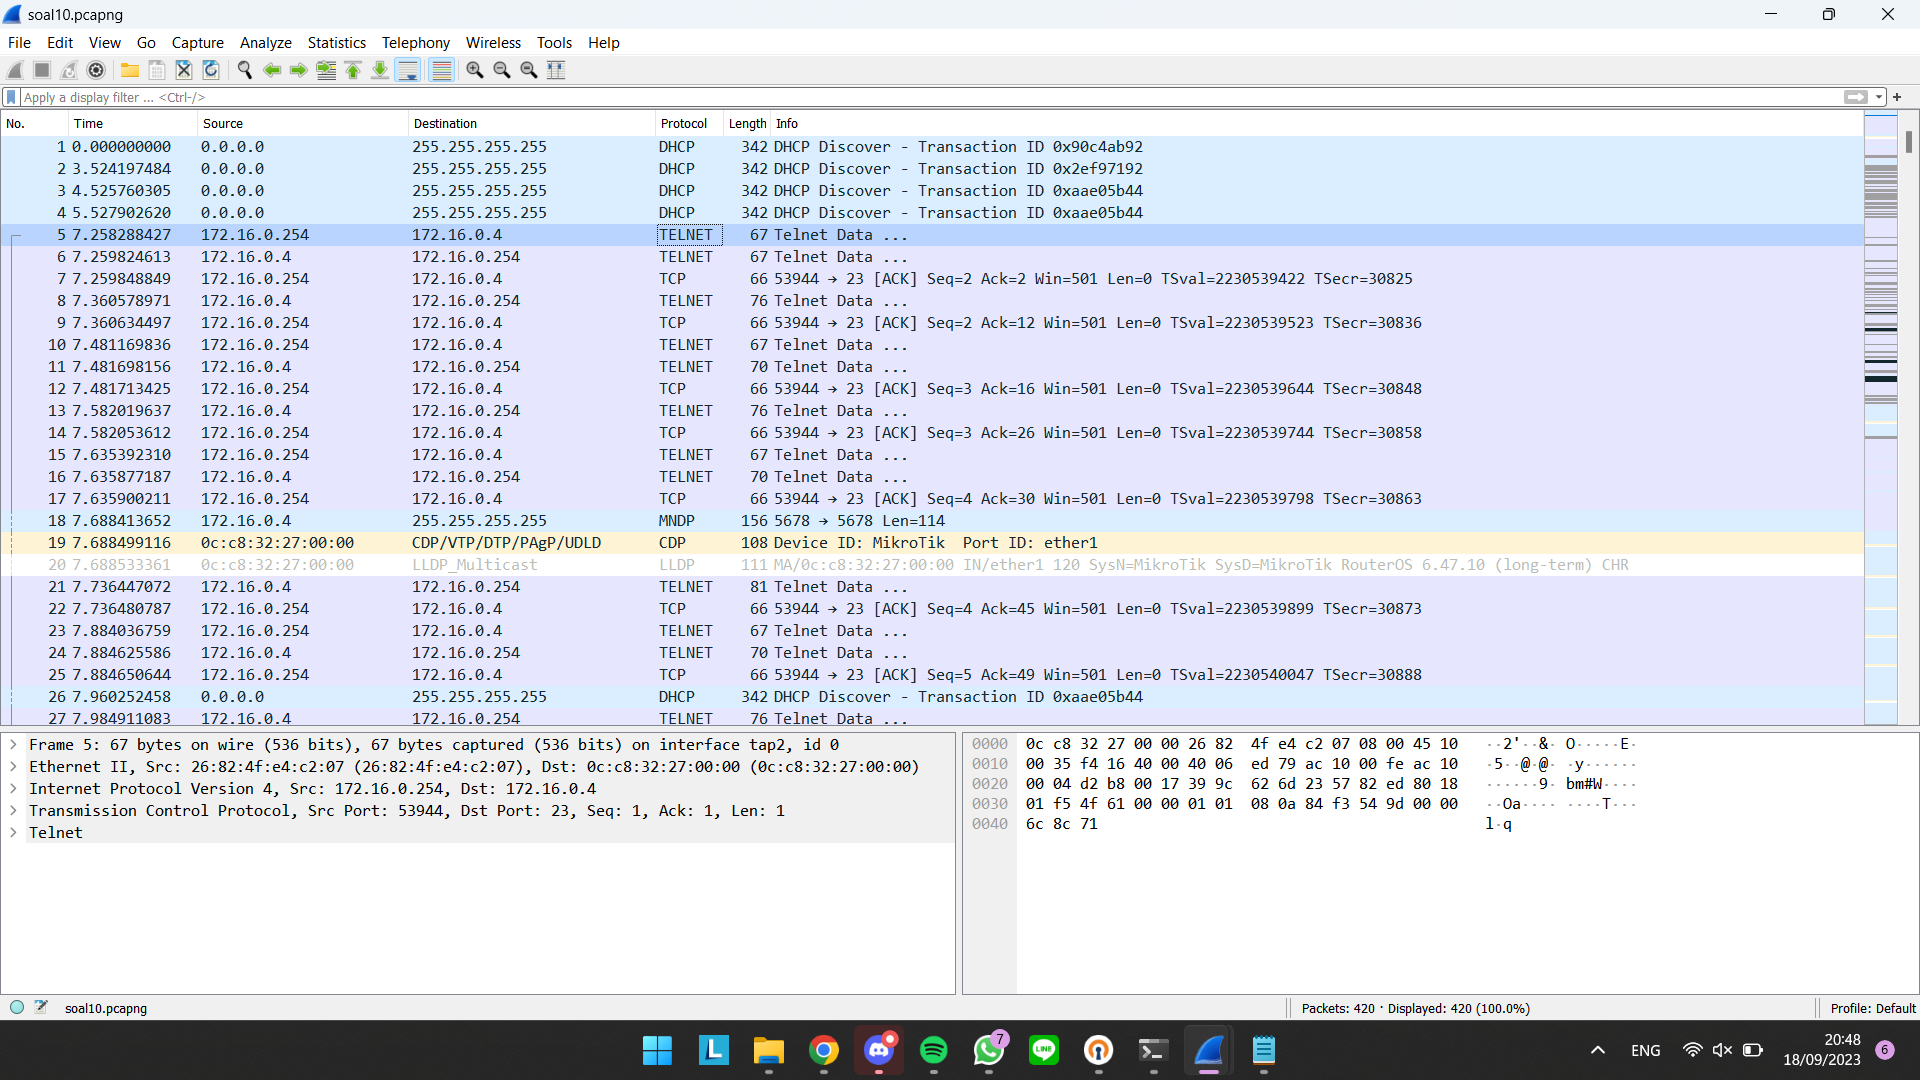 soal10.pcapng
File Edit View Go Capture Analyze Statistics Telephony Wireless Tools Help
Apply a display filter ... <Ctrl-/>
No. Time Source Destination Protocol Length Info
1 0.000000000 0.0.0.0 255.255.255.255 DHCP 342 DHCP Discover - Transaction ID 0x90c4ab92
2 3.524197484 0.0.0.0 255.255.255.255 DHCP 342 DHCP Discover - Transaction ID 0x2ef97192
3 4.525760305 0.0.0.0 255.255.255.255 DHCP 342 DHCP Discover - Transaction ID 0xaae05b44
4 5.527902620 0.0.0.0 255.255.255.255 DHCP 342 DHCP Discover - Transaction ID 0xaae05b44
5 7.258288427 172.16.0.254 172.16.0.4 TELNET 67 Telnet Data ...
6 7.259824613 172.16.0.4 172.16.0.254 TELNET 67 Telnet Data ...
7 7.259848849 172.16.0.254 172.16.0.4 TCP 66 53944 → 23 [ACK] Seq=2 Ack=2 Win=501 Len=0 TSval=2230539422 TSecr=30825
8 7.360578971 172.16.0.4 172.16.0.254 TELNET 76 Telnet Data ...
9 7.360634497 172.16.0.254 172.16.0.4 TCP 66 53944 → 23 [ACK] Seq=2 Ack=12 Win=501 Len=0 TSval=2230539523 TSecr=30836
10 7.481169836 172.16.0.254 172.16.0.4 TELNET 67 Telnet Data ...
11 7.481698156 172.16.0.4 172.16.0.254 TELNET 70 Telnet Data ...
12 7.481713425 172.16.0.254 172.16.0.4 TCP 66 53944 → 23 [ACK] Seq=3 Ack=16 Win=501 Len=0 TSval=2230539644 TSecr=30848
13 7.582019637 172.16.0.4 172.16.0.254 TELNET 76 Telnet Data ...
14 7.582053612 172.16.0.254 172.16.0.4 TCP 66 53944 → 23 [ACK] Seq=3 Ack=26 Win=501 Len=0 TSval=2230539744 TSecr=30858
15 7.635392310 172.16.0.254 172.16.0.4 TELNET 67 Telnet Data ...
16 7.635877187 172.16.0.4 172.16.0.254 TELNET 70 Telnet Data ...
17 7.635900211 172.16.0.254 172.16.0.4 TCP 66 53944 → 23 [ACK] Seq=4 Ack=30 Win=501 Len=0 TSval=2230539798 TSecr=30863
18 7.688413652 172.16.0.4 255.255.255.255 MNDP 156 5678 → 5678 Len=114
19 7.688499116 0c:c8:32:27:00:00 CDP/VTP/DTP/PAgP/UDLD CDP 108 Device ID: MikroTik  Port ID: ether1
20 7.688533361 0c:c8:32:27:00:00 LLDP_Multicast LLDP 111 MA/0c:c8:32:27:00:00 IN/ether1 120 SysN=MikroTik SysD=MikroTik RouterOS 6.47.10 (long-term) CHR
21 7.736447072 172.16.0.4 172.16.0.254 TELNET 81 Telnet Data ...
22 7.736480787 172.16.0.254 172.16.0.4 TCP 66 53944 → 23 [ACK] Seq=4 Ack=45 Win=501 Len=0 TSval=2230539899 TSecr=30873
23 7.884036759 172.16.0.254 172.16.0.4 TELNET 67 Telnet Data ...
24 7.884625586 172.16.0.4 172.16.0.254 TELNET 70 Telnet Data ...
25 7.884650644 172.16.0.254 172.16.0.4 TCP 66 53944 → 23 [ACK] Seq=5 Ack=49 Win=501 Len=0 TSval=2230540047 TSecr=30888
26 7.960252458 0.0.0.0 255.255.255.255 DHCP 342 DHCP Discover - Transaction ID 0xaae05b44
27 7.984911083 172.16.0.4 172.16.0.254 TELNET 76 Telnet Data ...
Frame 5: 67 bytes on wire (536 bits), 67 bytes captured (536 bits) on interface tap2, id 0
Ethernet II, Src: 26:82:4f:e4:c2:07 (26:82:4f:e4:c2:07), Dst: 0c:c8:32:27:00:00 (0c:c8:32:27:00:00)
Internet Protocol Version 4, Src: 172.16.0.254, Dst: 172.16.0.4
Transmission Control Protocol, Src Port: 53944, Dst Port: 23, Seq: 1, Ack: 1, Len: 1
Telnet
0000 0c c8 32 27 00 00 26 82 4f e4 c2 07 08 00 45 10 ··2'··&· O·····E·
0010 00 35 f4 16 40 00 40 06 ed 79 ac 10 00 fe ac 10 ·5··@·@· ·y······
0020 00 04 d2 b8 00 17 39 9c 62 6d 23 57 82 ed 80 18 ······9· bm#W····
0030 01 f5 4f 61 00 00 01 01 08 0a 84 f3 54 9d 00 00 ··Oa···· ····T···
0040 6c 8c 71 l·q
soal10.pcapng
Packets: 420 · Displayed: 420 (100.0%)
Profile: Default
L
7
LINE
ENG
20:48
18/09/2023
6